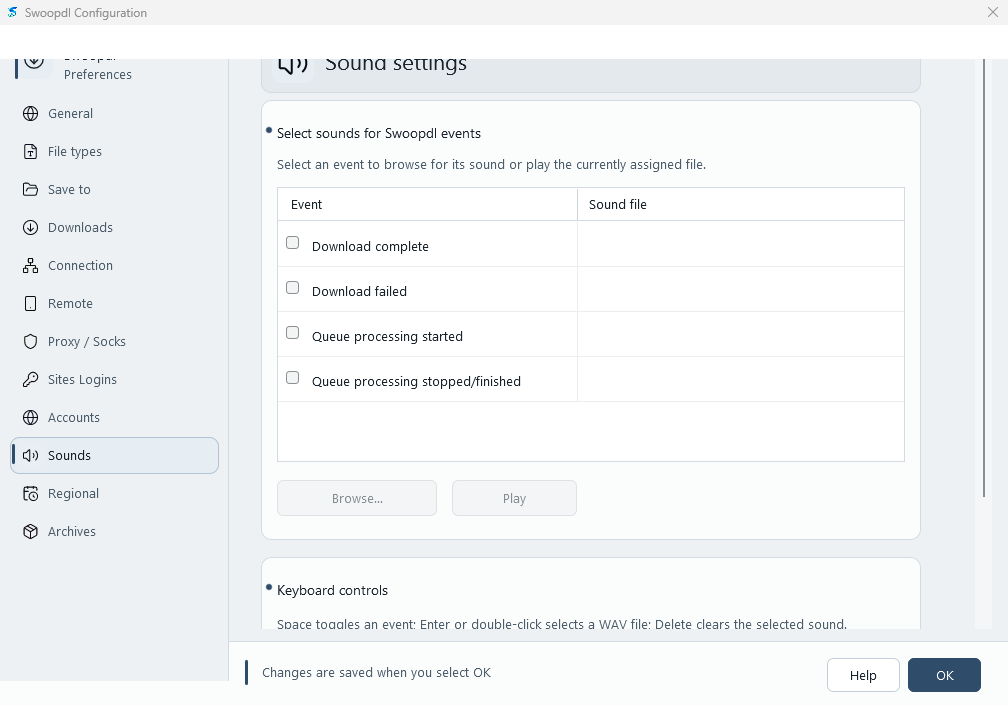 Swoopdl Configuration
Swoopdl
Preferences
General
File types
Save to
Downloads
Connection
Remote
Proxy / Socks
Sites Logins
Accounts
Sounds
Regional
Archives
Sound settings
Select sounds for Swoopdl events
Select an event to browse for its sound or play the currently assigned file.
Event Sound file
Download complete
Download failed
Queue processing started
Queue processing stopped/finished
Browse... Play
Keyboard controls
Space toggles an event; Enter or double-click selects a WAV file; Delete clears the selected sound.
Changes are saved when you select OK
Help OK